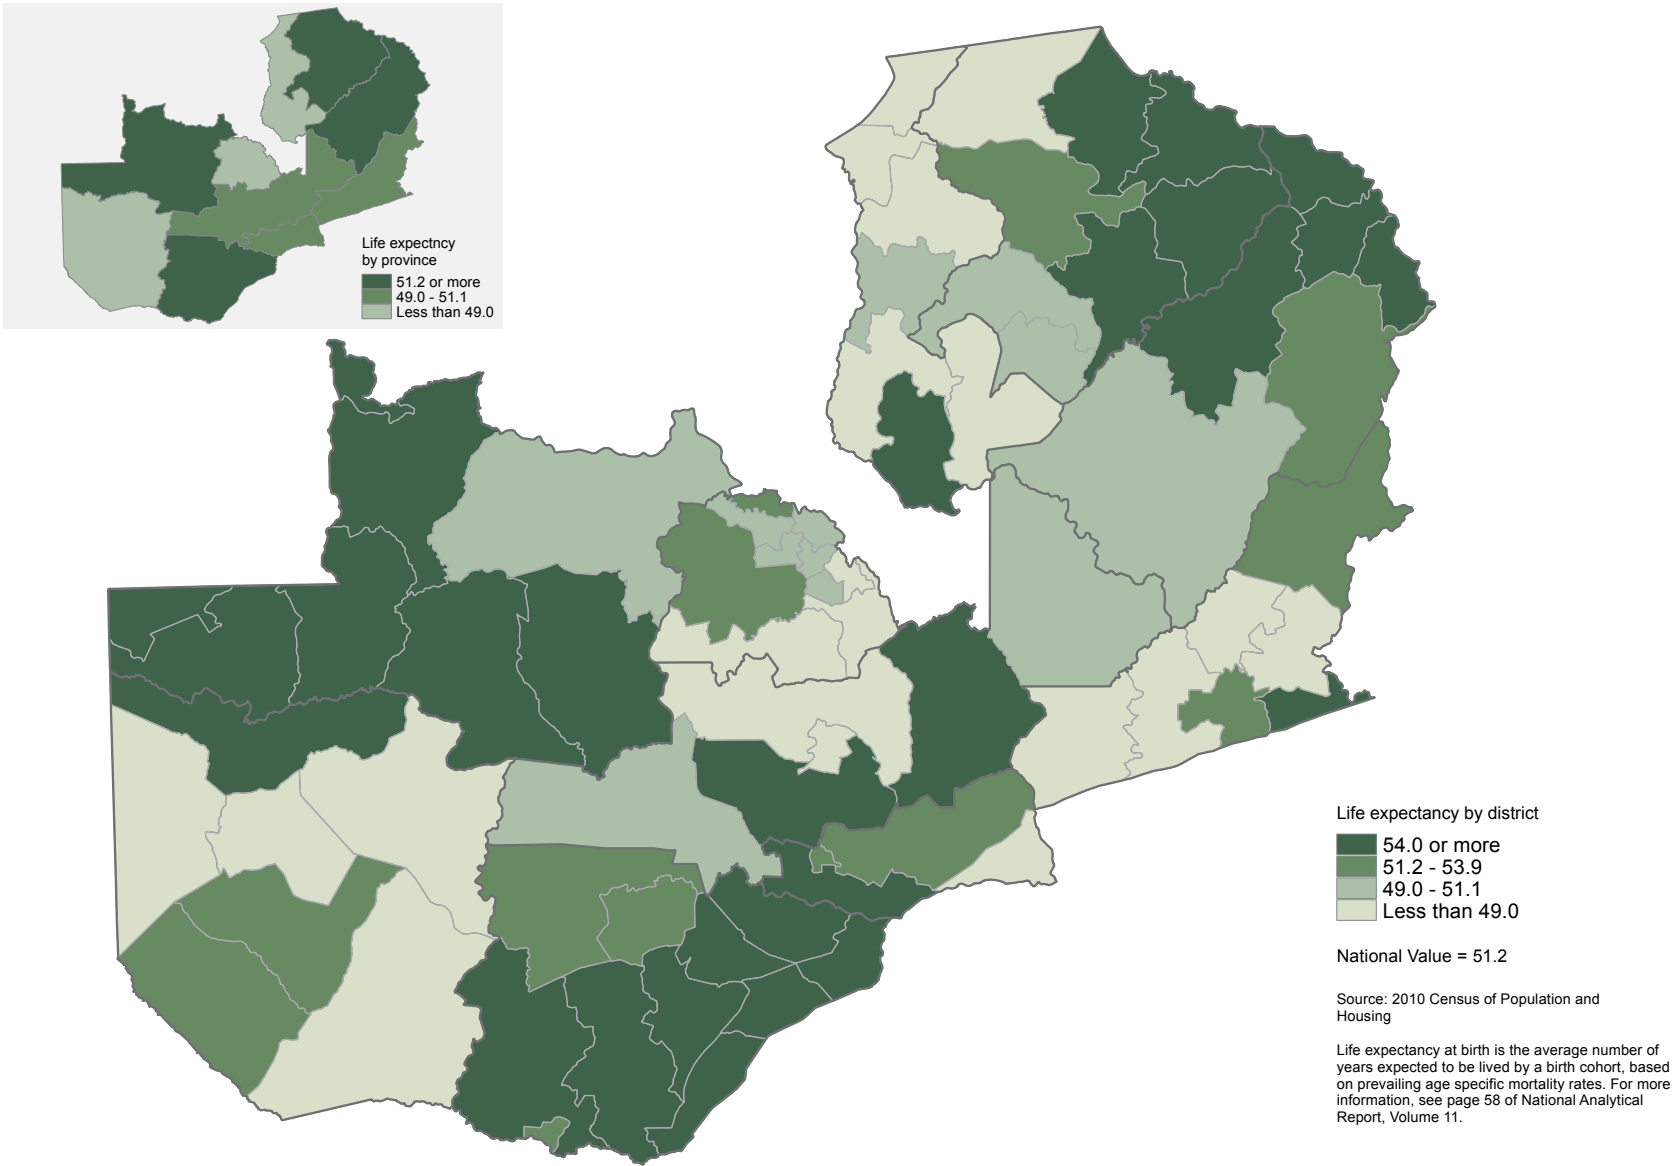 Life expectncy
by province
51.2 or more
49.0 - 51.1
Less than 49.0
Life expectancy by district
54.0 or more
51.2 - 53.9
49.0 - 51.1
Less than 49.0
National Value = 51.2
Source: 2010 Census of Population and
Housing
Life expectancy at birth is the average number of
years expected to be lived by a birth cohort, based
on prevailing age specific mortality rates. For more
information, see page 58 of National Analytical
Report, Volume 11.